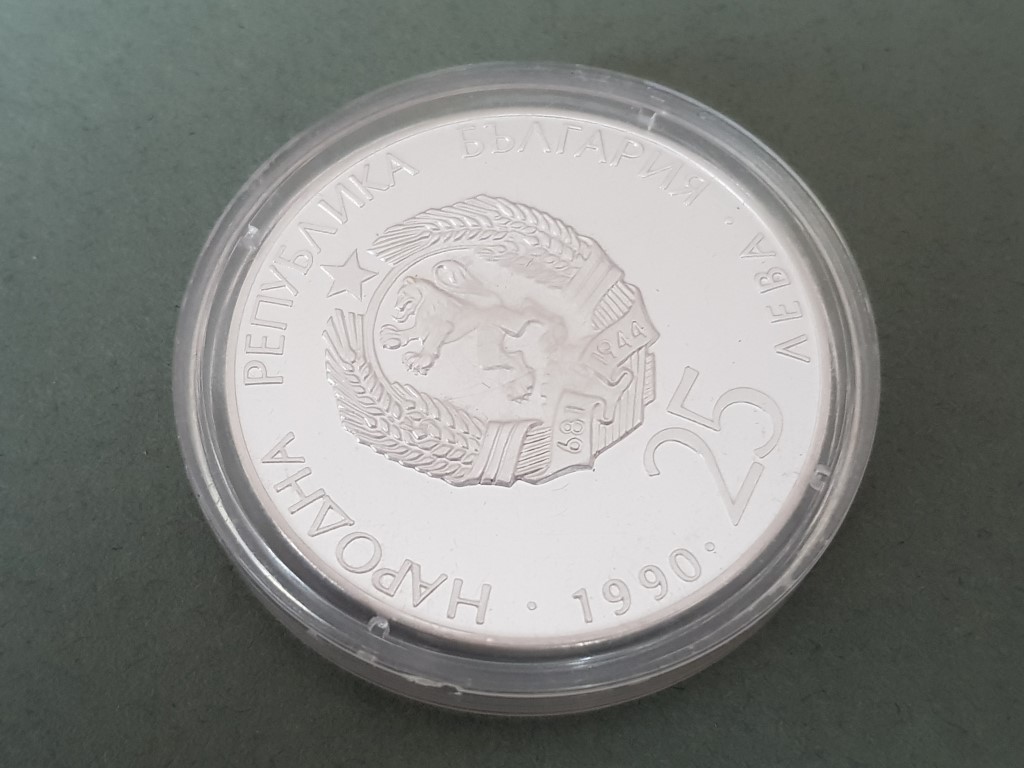 НАРОДНА РЕПУБЛИКА БЪЛГАРИЯ
681 1944
25
ЛЕВА
· 1990 ·